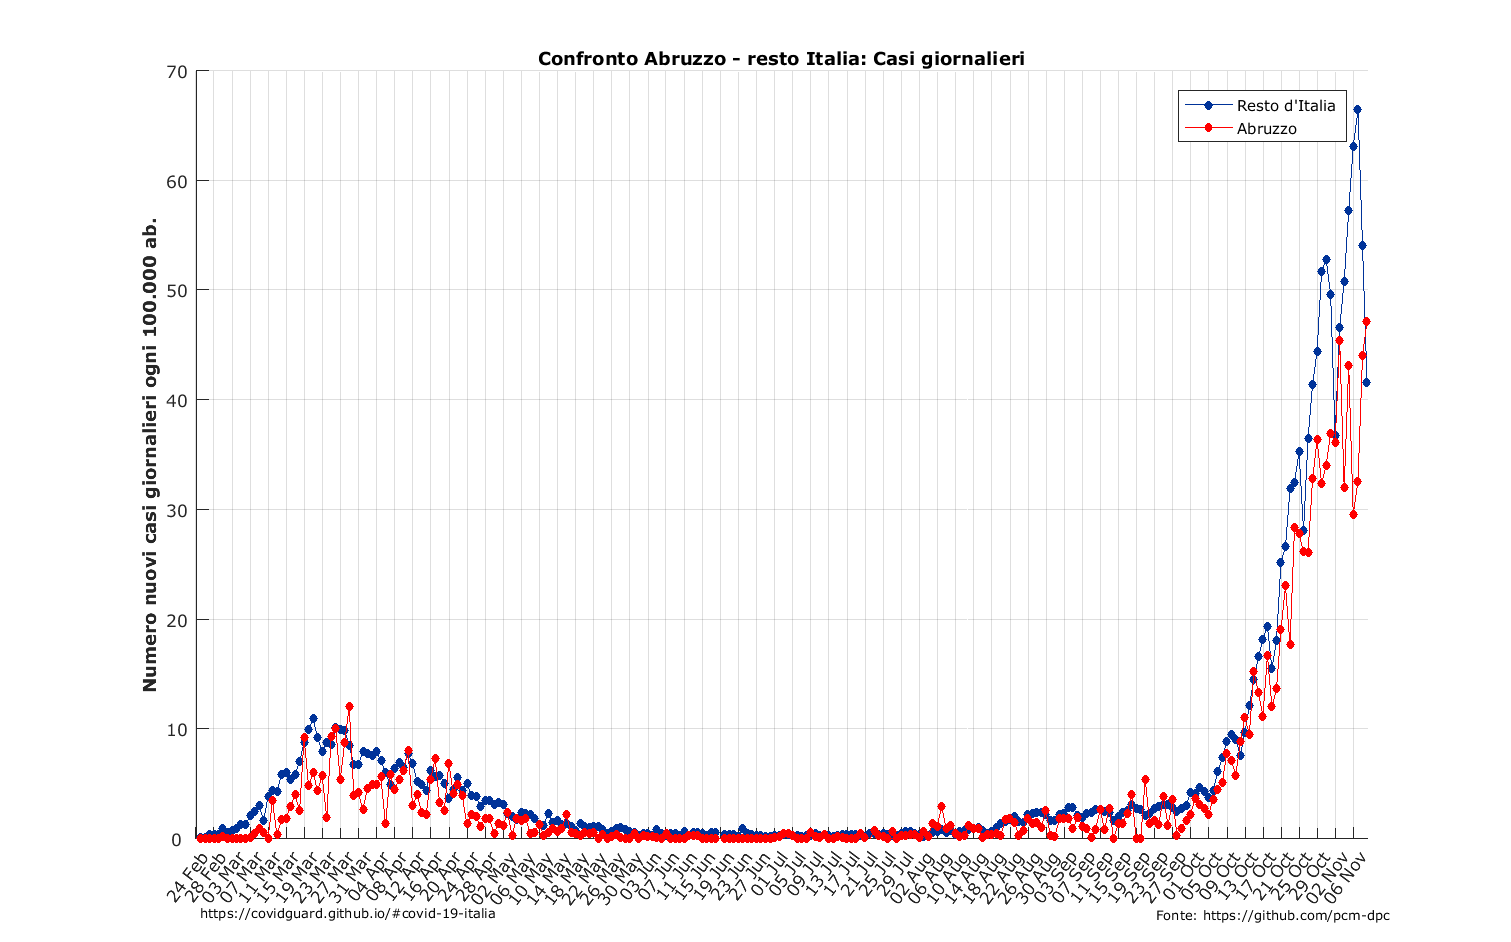 Confronto Abruzzo - resto Italia: Casi giornalieri
Resto d'Italia
Abruzzo
Numero nuovi casi giornalieri ogni 100.000 ab.
70
60
50
40
30
20
10
0
24 Feb
28 Feb
03 Mar
07 Mar
11 Mar
15 Mar
19 Mar
23 Mar
27 Mar
31 Mar
04 Apr
08 Apr
12 Apr
16 Apr
20 Apr
24 Apr
28 Apr
02 May
06 May
10 May
14 May
18 May
22 May
26 May
30 May
03 Jun
07 Jun
11 Jun
15 Jun
19 Jun
23 Jun
27 Jun
01 Jul
05 Jul
09 Jul
13 Jul
17 Jul
21 Jul
25 Jul
29 Jul
02 Aug
06 Aug
10 Aug
14 Aug
18 Aug
22 Aug
26 Aug
30 Aug
03 Sep
07 Sep
11 Sep
15 Sep
19 Sep
23 Sep
27 Sep
01 Oct
05 Oct
09 Oct
13 Oct
17 Oct
21 Oct
25 Oct
29 Oct
02 Nov
06 Nov
https://covidguard.github.io/#covid-19-italia
Fonte: https://github.com/pcm-dpc